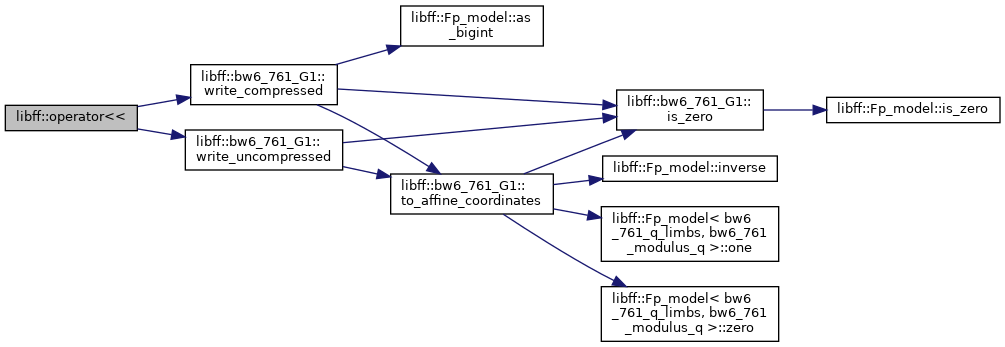 libff::operator<<
libff::bw6_761_G1::
write_compressed
libff::bw6_761_G1::
write_uncompressed
libff::Fp_model::as
_bigint
libff::bw6_761_G1::
to_affine_coordinates
libff::bw6_761_G1::
is_zero
libff::Fp_model::inverse
libff::Fp_model< bw6
_761_q_limbs, bw6_761
_modulus_q >::one
libff::Fp_model< bw6
_761_q_limbs, bw6_761
_modulus_q >::zero
libff::Fp_model::is_zero